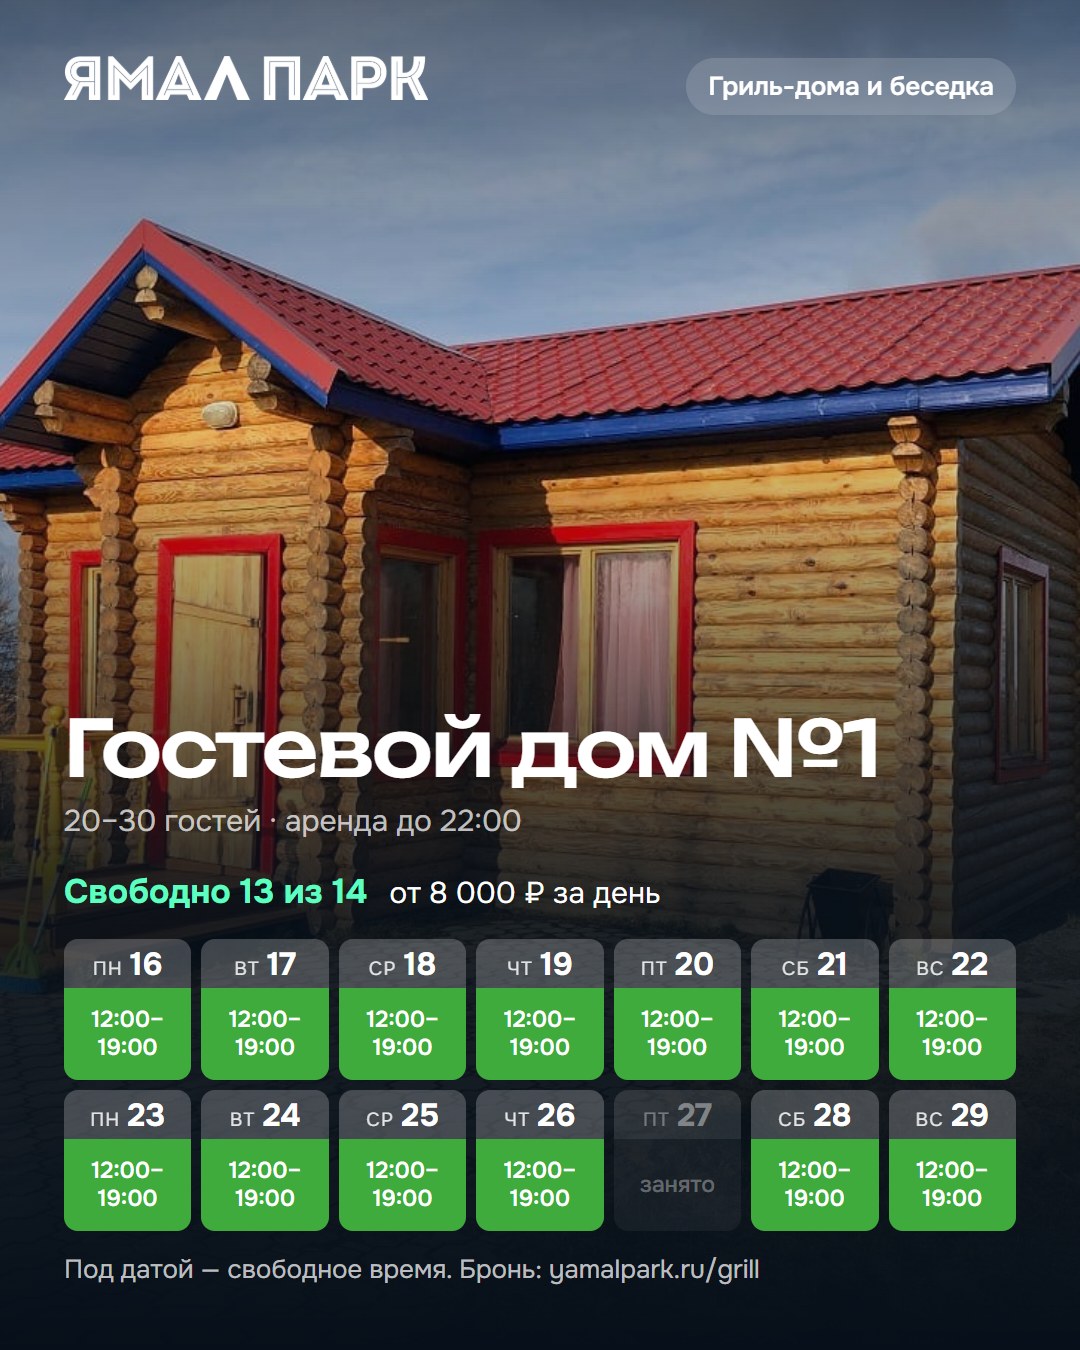 ЯМАЛ ПАРК
Гриль-дома и беседка
Гостевой дом №1
20–30 гостей · аренда до 22:00
Свободно 13 из 14 от 8 000 ₽ за день
ПН 16 ВТ 17 СР 18 ЧТ 19 ПТ 20 СБ 21 ВС 22
12:00– 12:00– 12:00– 12:00– 12:00– 12:00– 12:00–
19:00 19:00 19:00 19:00 19:00 19:00 19:00
ПН 23 ВТ 24 СР 25 ЧТ 26 ПТ 27 СБ 28 ВС 29
12:00– 12:00– 12:00– 12:00– занято 12:00– 12:00–
19:00 19:00 19:00 19:00 19:00 19:00
Под датой — свободное время. Бронь: yamalpark.ru/grill